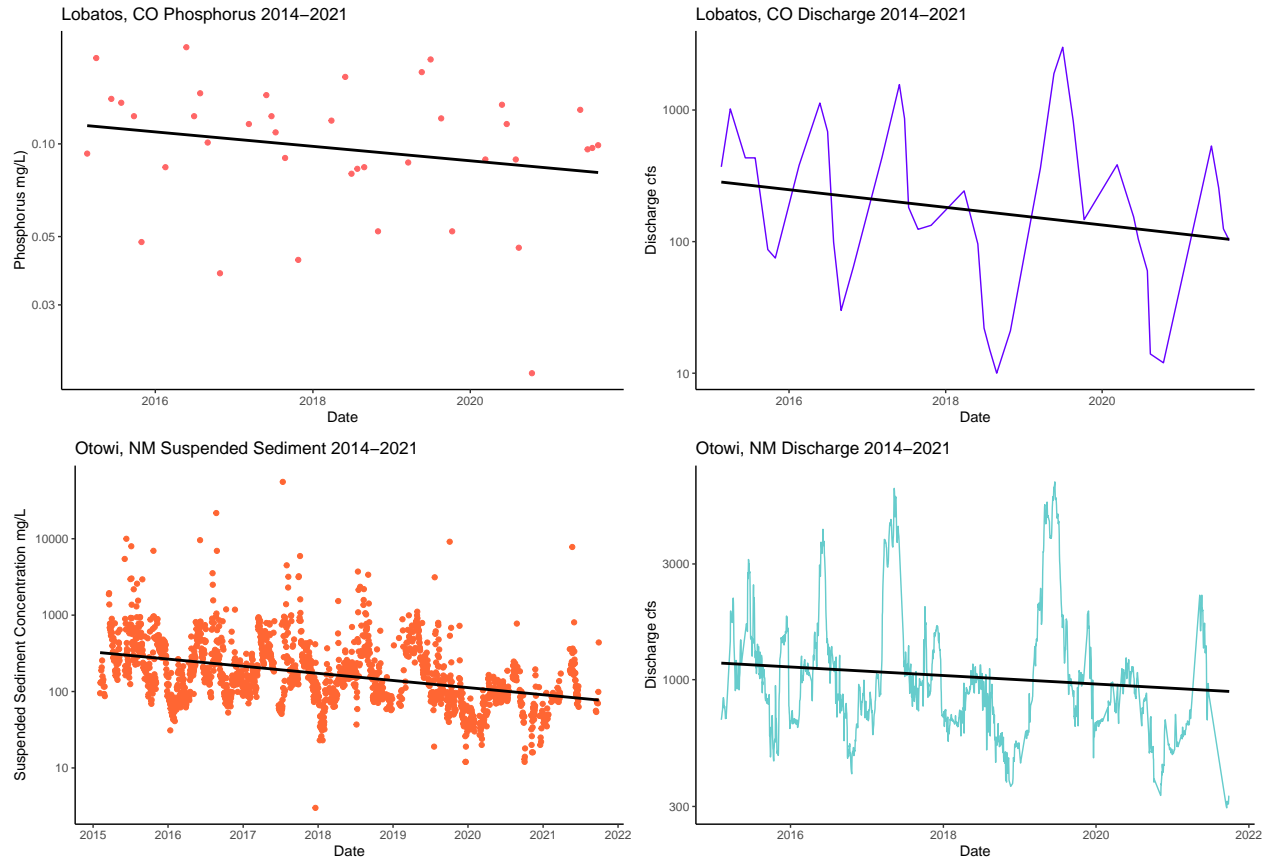 Lobatos, CO Phosphorus 2014−2021
Phosphorus mg/L)
0.10
0.05
0.03
2016
2018
2020
Date
Lobatos, CO Discharge 2014−2021
Discharge cfs
1000
100
10
2016
2018
2020
Date
Otowi, NM Suspended Sediment 2014−2021
Suspended Sediment Concentration mg/L
10000
1000
100
10
2015
2016
2017
2018
2019
2020
2021
2022
Date
Otowi, NM Discharge 2014−2021
Discharge cfs
3000
1000
300
2016
2018
2020
2022
Date